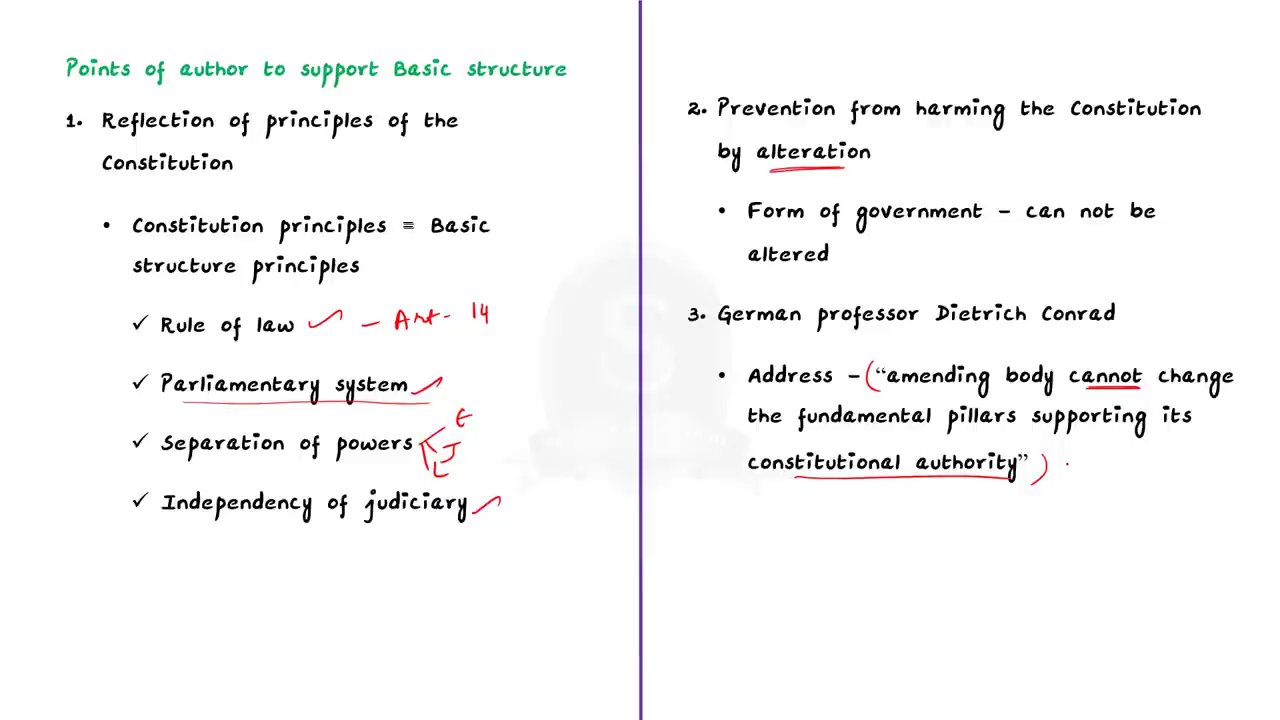 Points of author to support Basic structure
1. Reflection of principles of the
Constitution
• Constitution principles ≡ Basic
structure principles
✓ Rule of law – Art- 14
✓ Parliamentary system
✓ Separation of powers E
J
L
✓ Independency of judiciary
2. Prevention from harming the Constitution
by alteration
• Form of government – can not be
altered
3. German professor Dietrich Conrad
• Address – (“amending body cannot change
the fundamental pillars supporting its
constitutional authority”)